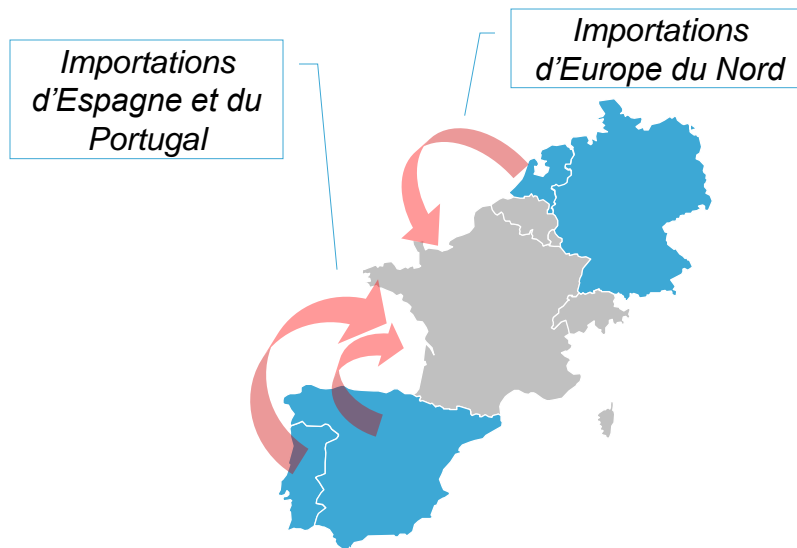 Importations
d’Espagne et du
Portugal
Importations
d’Europe du Nord